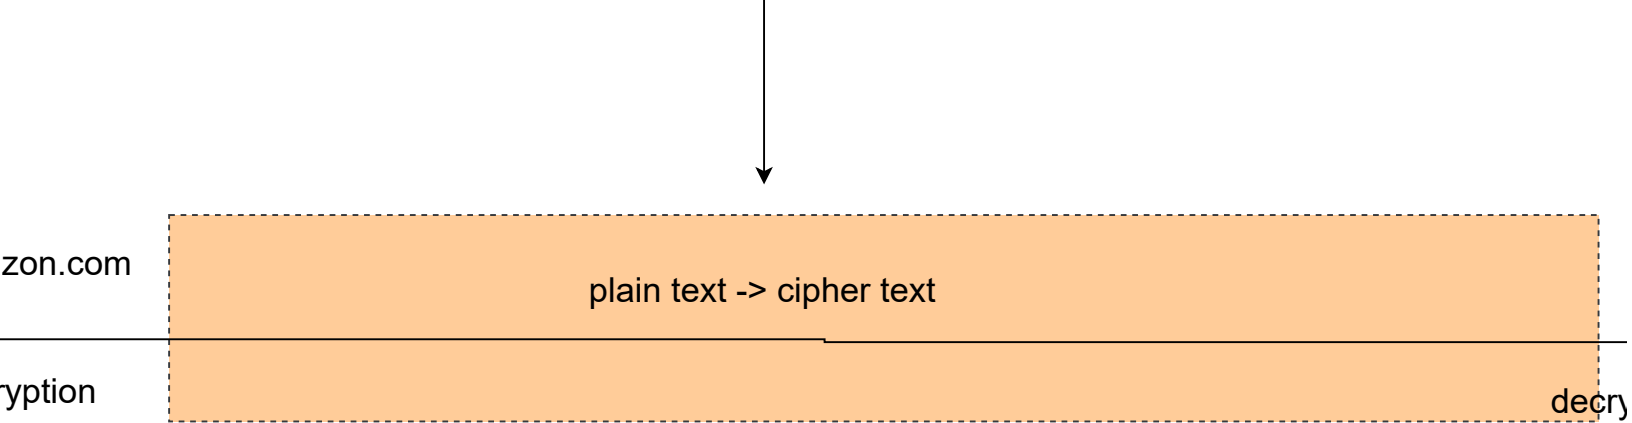 zon.com
plain text -> cipher text
ryption
decry